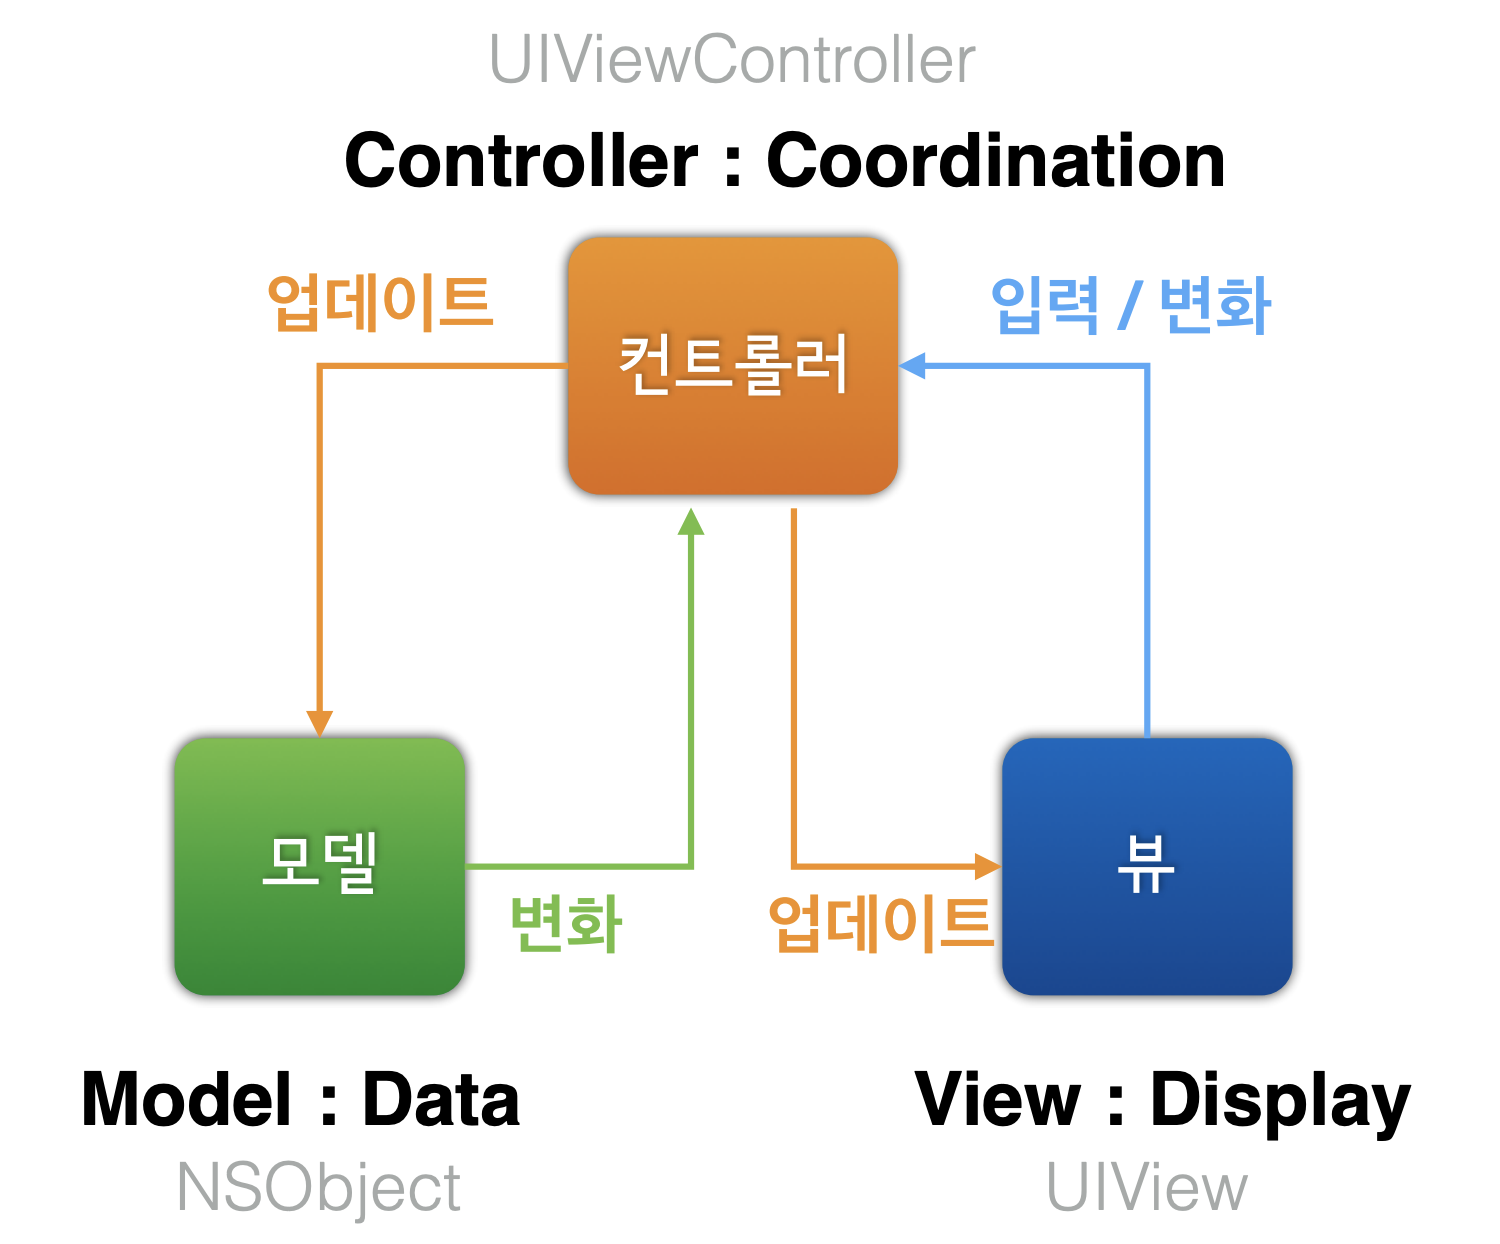 UIViewController
Controller : Coordination
업데이트
입력 / 변화
컨트롤러
모델
뷰
변화
업데이트
Model : Data
View : Display
NSObject
UIView